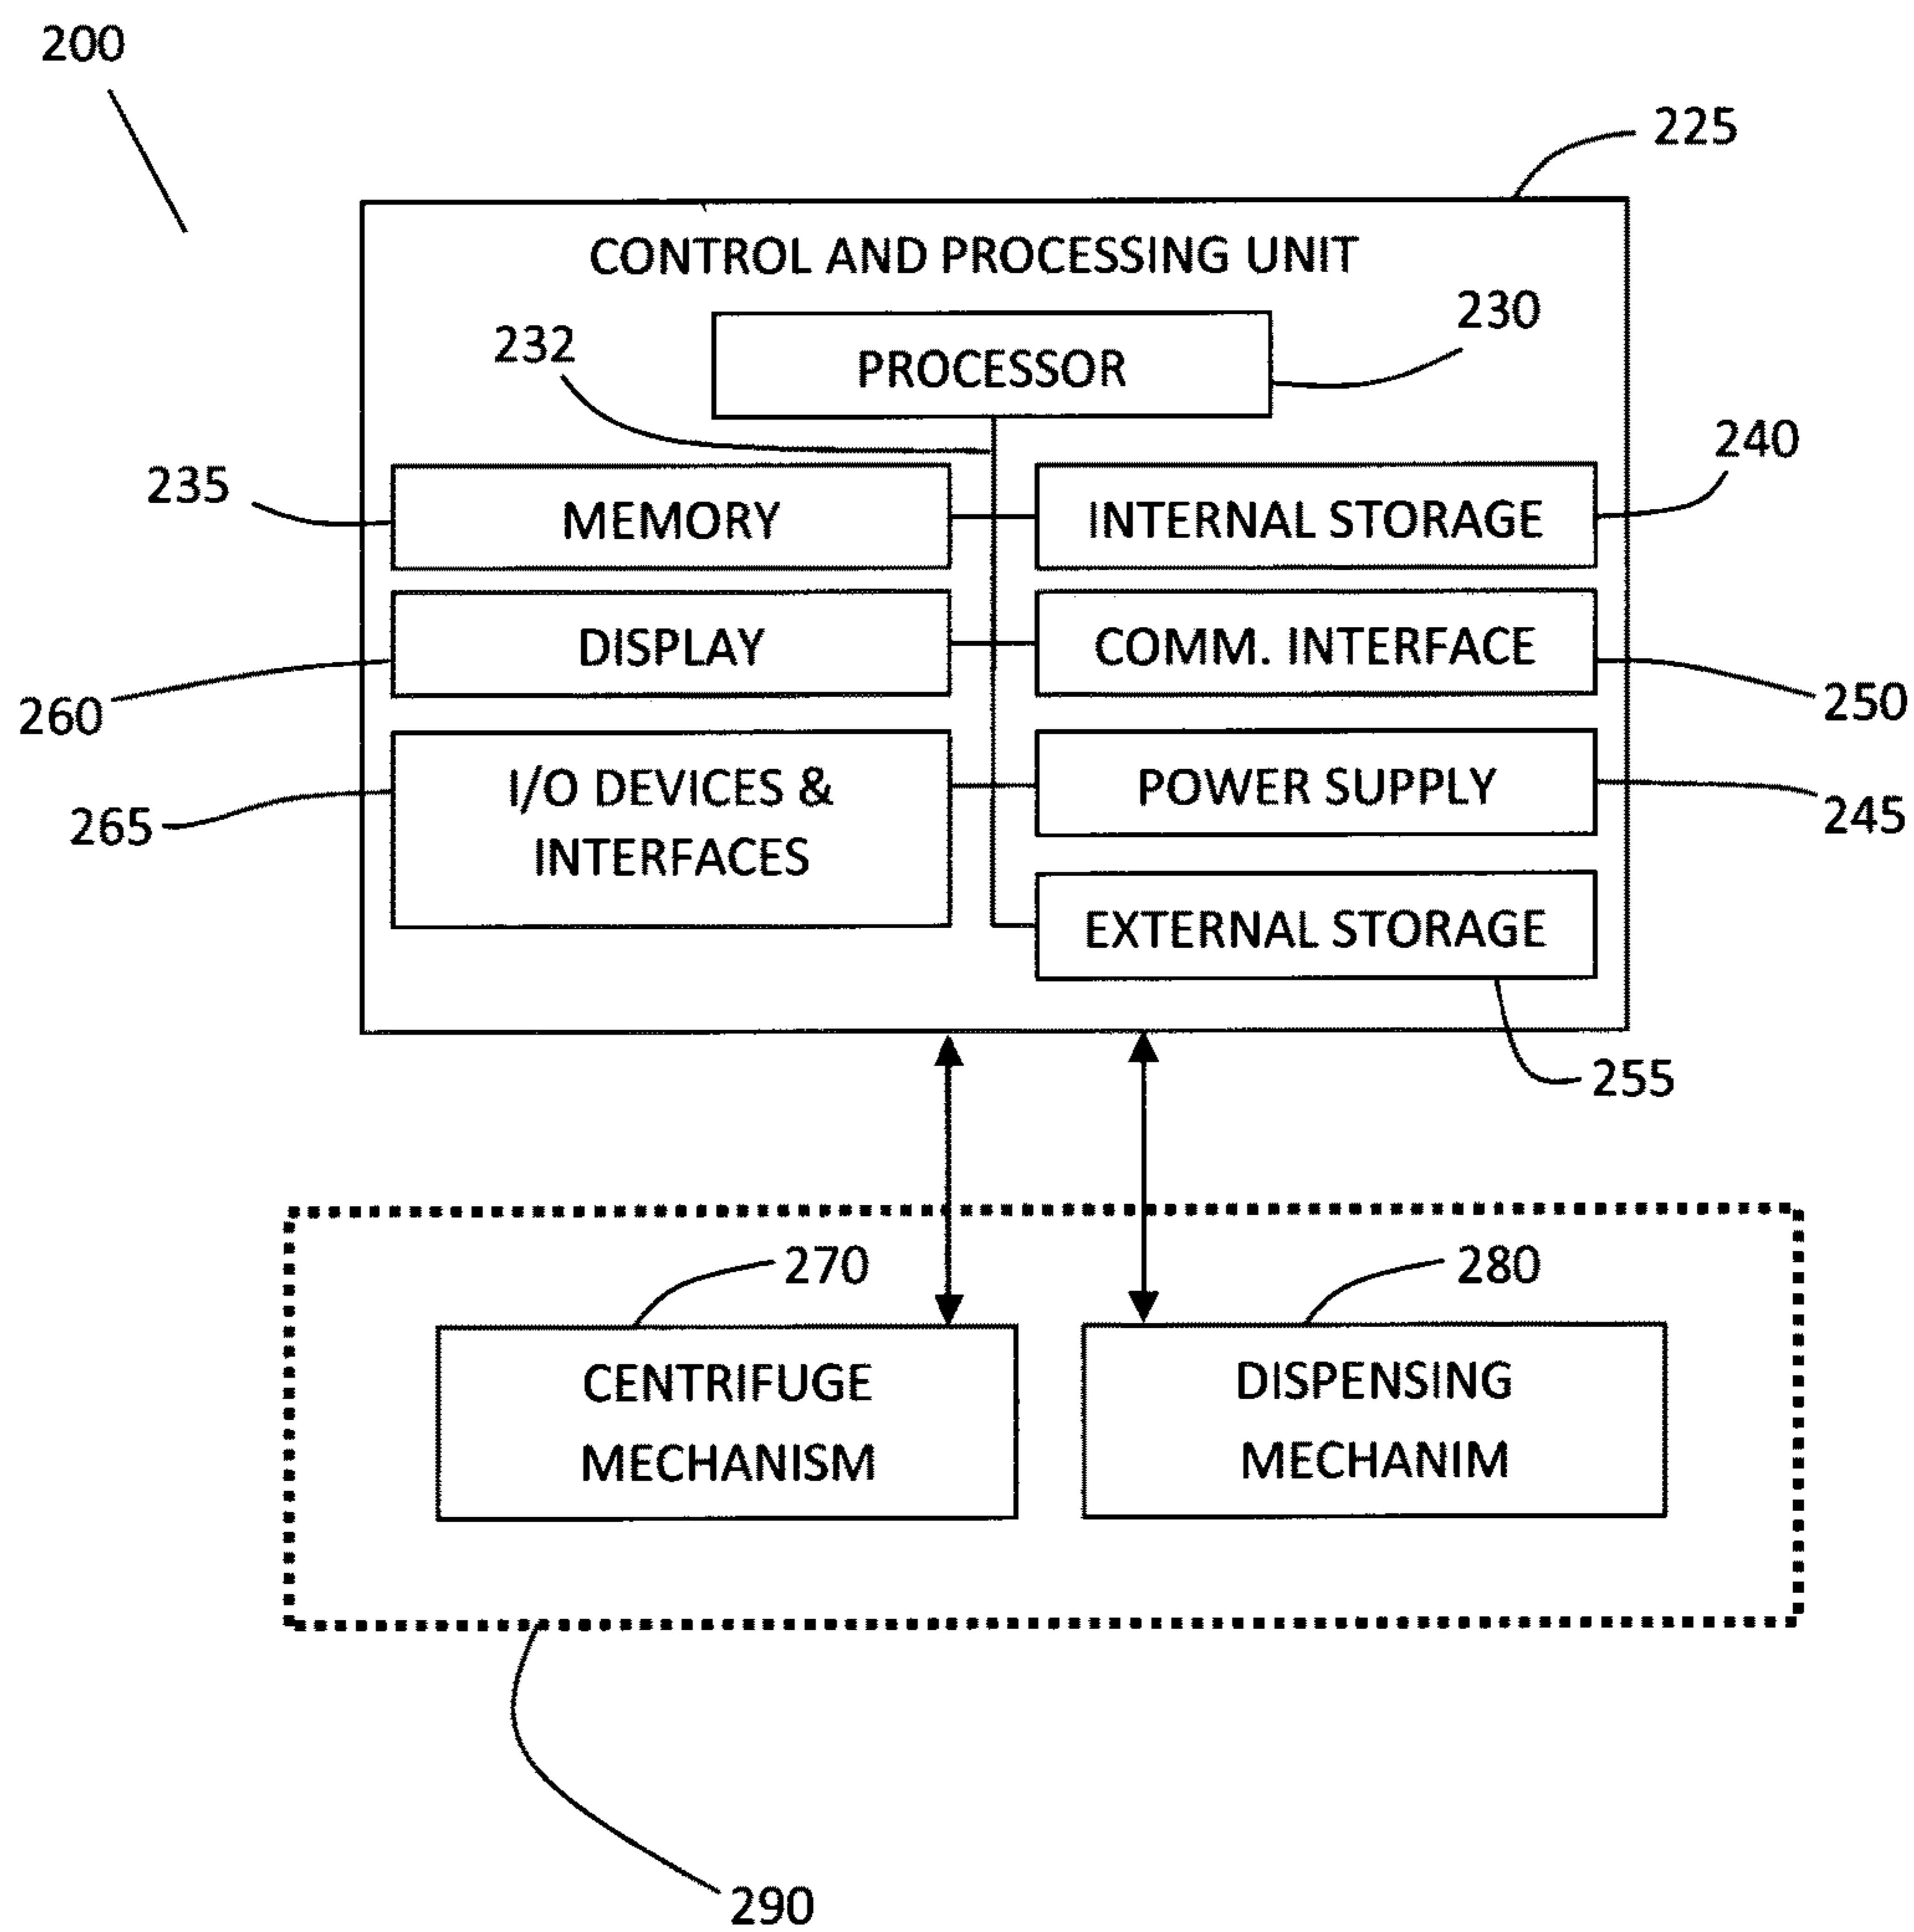 200
225
CONTROL AND PROCESSING UNIT
230
232
PROCESSOR
240
235
MEMORY
INTERNAL STORAGE
DISPLAY
COMM. INTERFACE
260
250
I/O DEVICES &
POWER SUPPLY
265
245
INTERFACES
EXTERNAL STORAGE
255
270
280
CENTRIFUGE
MECHANISM
DISPENSING
MECHANIM
290